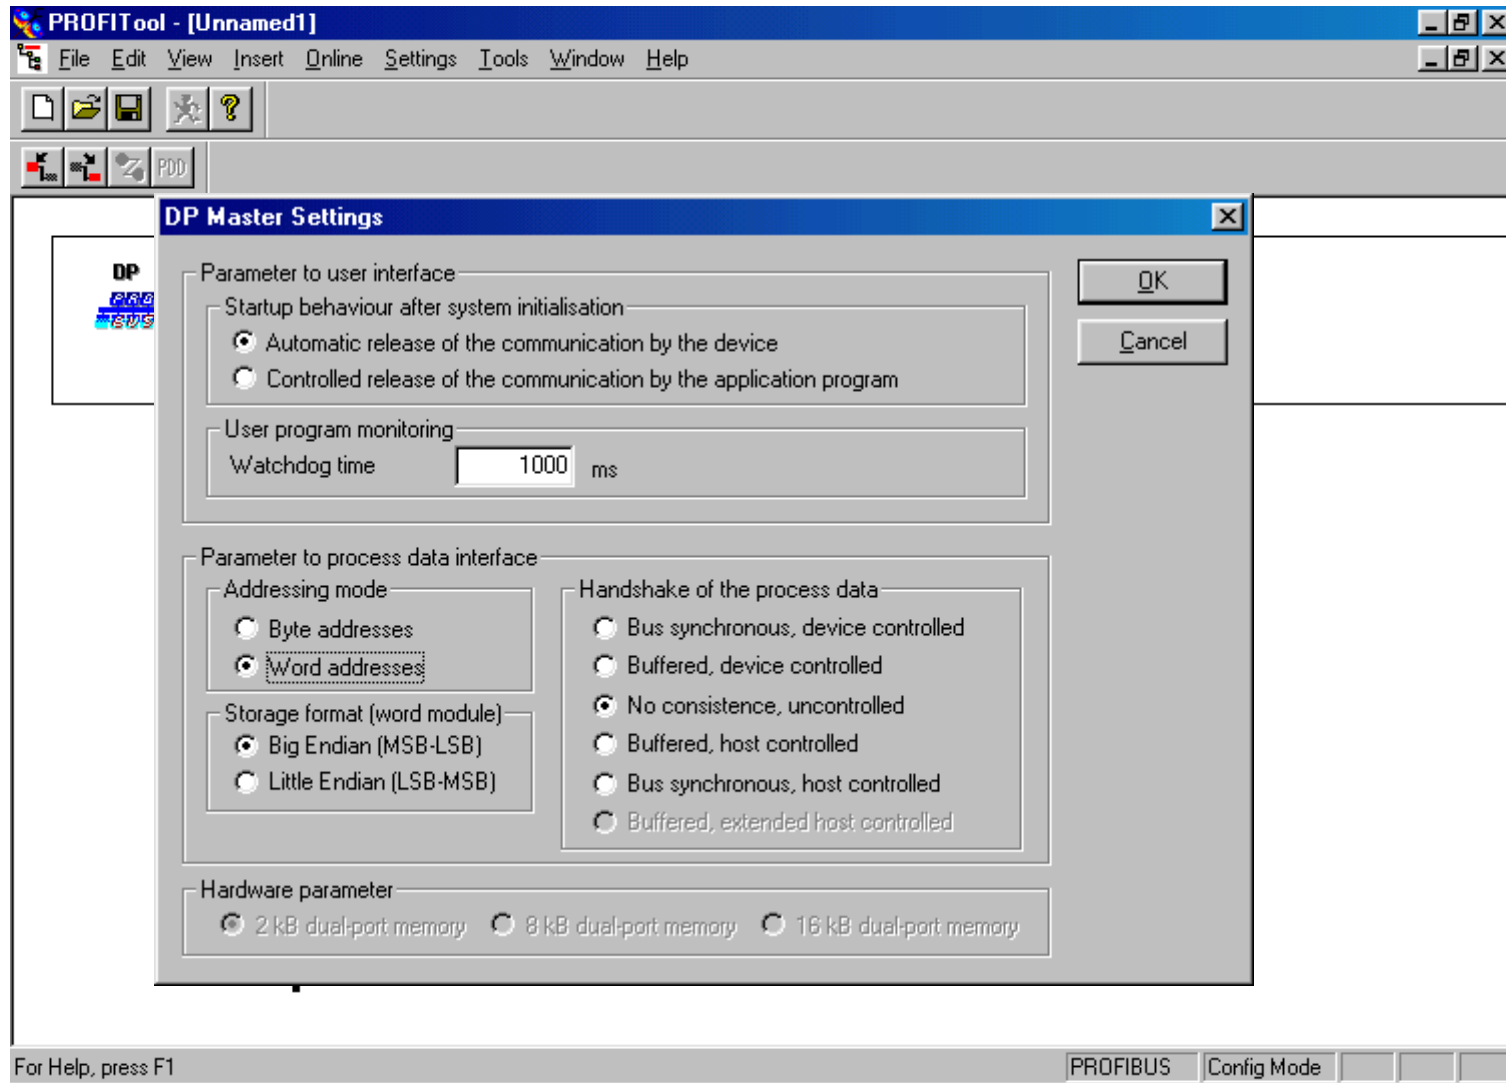 PROFITool - [Unnamed1]
File Edit View Insert Online Settings Tools Window Help
PDD
DP Master Settings
DP
Parameter to user interface
OK
Startup behaviour after system initialisation
Automatic release of the communication by the device
Cancel
Controlled release of the communication by the application program
User program monitoring
Watchdog time 1000 ms
Parameter to process data interface
Addressing mode
Byte addresses
Word addresses
Storage format (word module)
Big Endian (MSB-LSB)
Little Endian (LSB-MSB)
Handshake of the process data
Bus synchronous, device controlled
Buffered, device controlled
No consistence, uncontrolled
Buffered, host controlled
Bus synchronous, host controlled
Buffered, extended host controlled
Hardware parameter
2 kB dual-port memory 8 kB dual-port memory 16 kB dual-port memory
For Help, press F1 PROFIBUS Config Mode